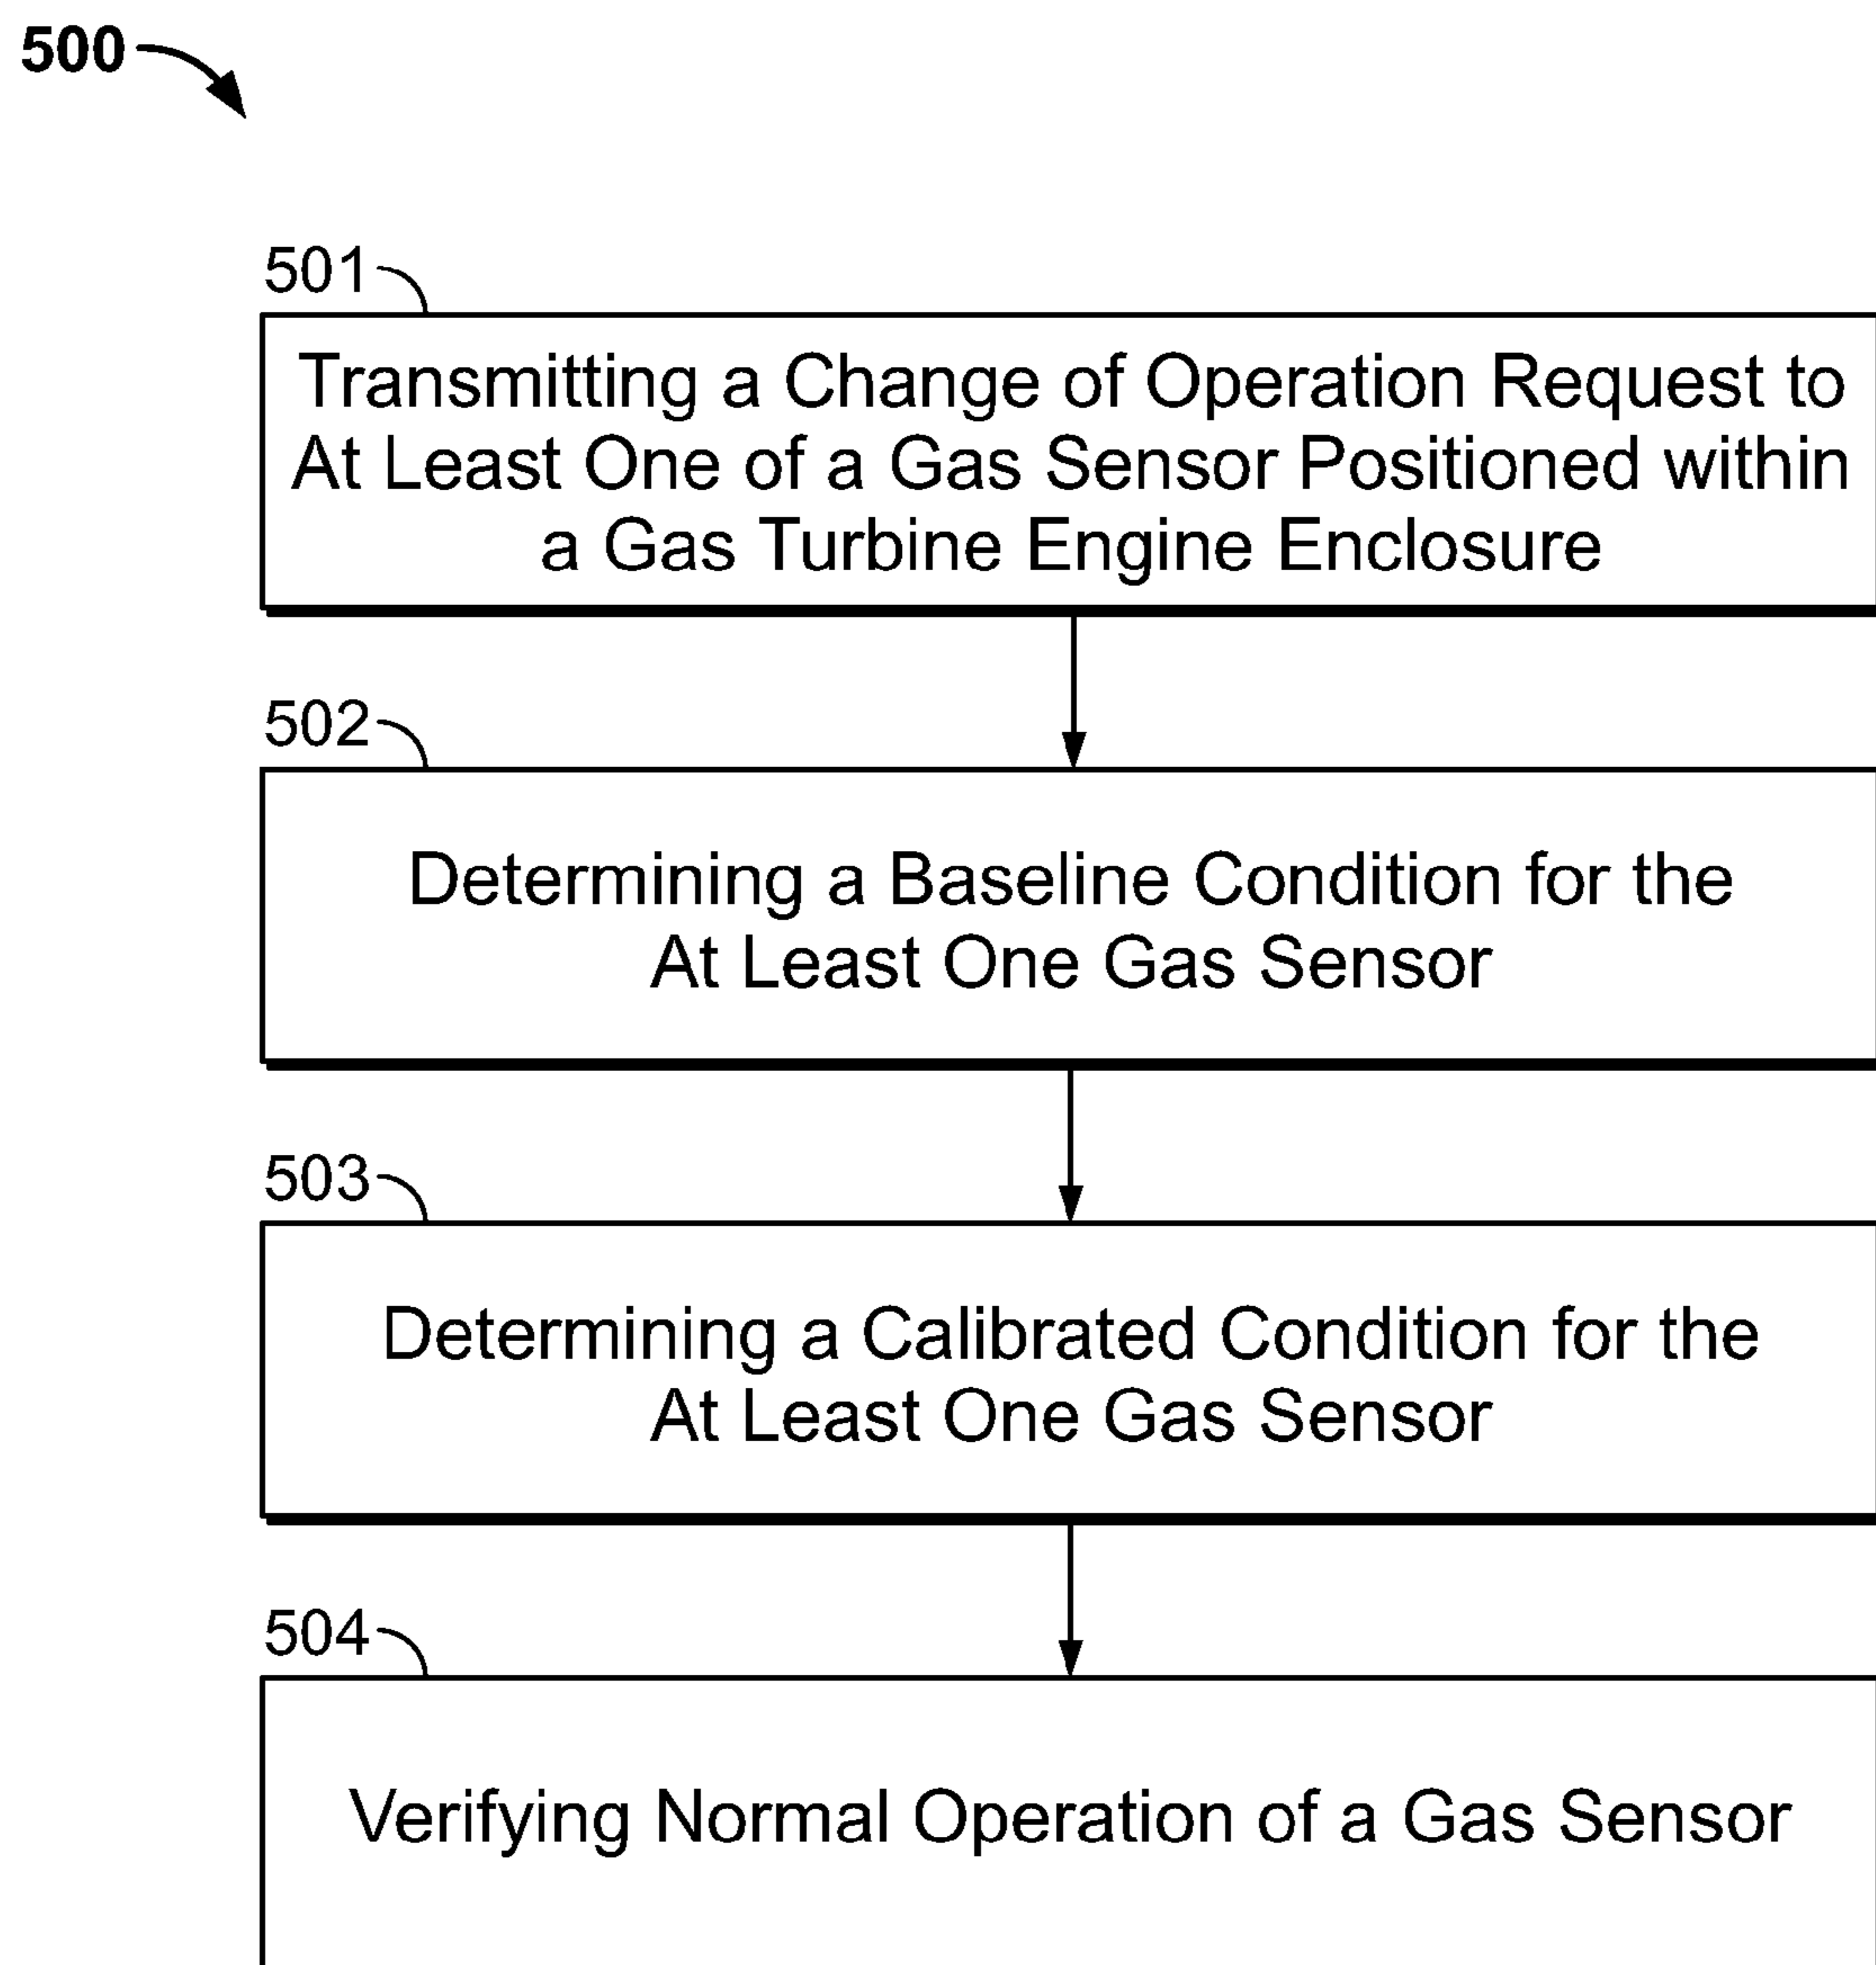 500
501
Transmitting a Change of Operation Request to
At Least One of a Gas Sensor Positioned within
a Gas Turbine Engine Enclosure
502
Determining a Baseline Condition for the
At Least One Gas Sensor
503
Determining a Calibrated Condition for the
At Least One Gas Sensor
504
Verifying Normal Operation of a Gas Sensor